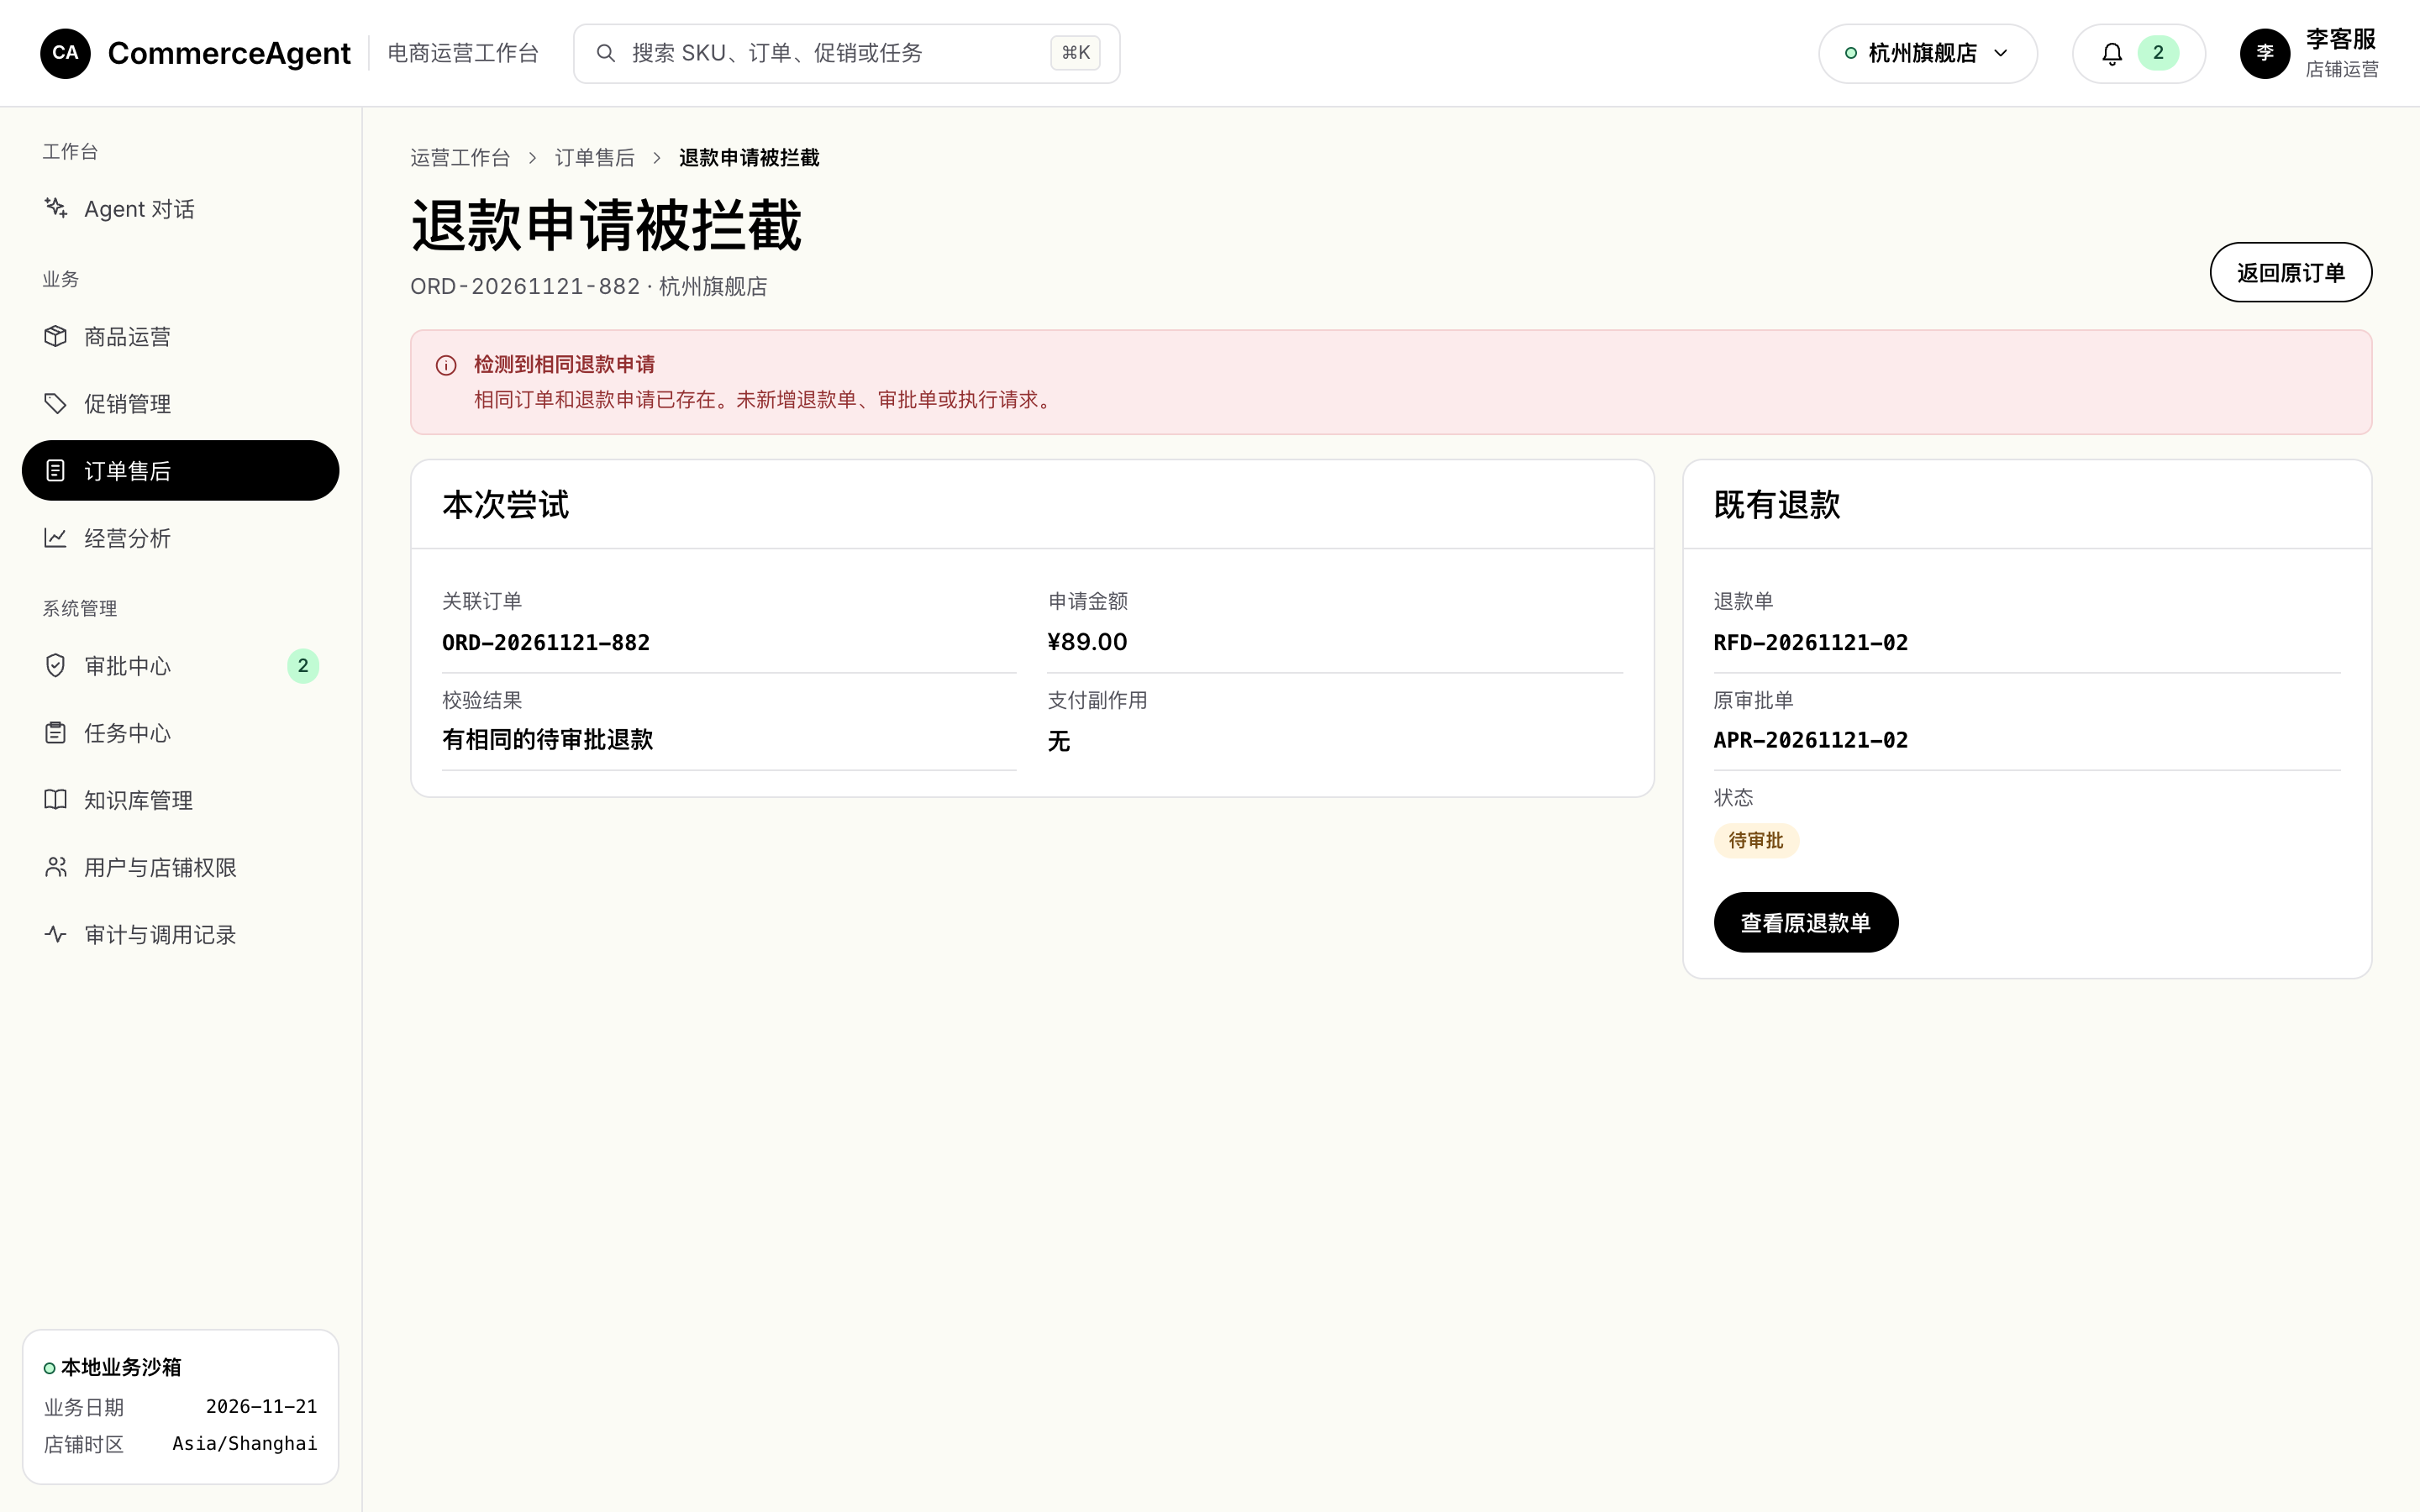 CA CommerceAgent 电商运营工作台 搜索 SKU、订单、促销或任务 ⌘K 杭州旗舰店 2 李 李客服
店铺运营
工作台
Agent 对话
业务
商品运营
促销管理
订单售后
经营分析
系统管理
审批中心 2
任务中心
知识库管理
用户与店铺权限
审计与调用记录
本地业务沙箱
业务日期 2026-11-21
店铺时区 Asia/Shanghai
运营工作台 > 订单售后 > 退款申请被拦截
退款申请被拦截
ORD-20261121-882 · 杭州旗舰店
返回原订单
检测到相同退款申请
相同订单和退款申请已存在。未新增退款单、审批单或执行请求。
本次尝试
关联订单
ORD-20261121-882
申请金额
¥89.00
校验结果
有相同的待审批退款
支付副作用
无
既有退款
退款单
RFD-20261121-02
原审批单
APR-20261121-02
状态
待审批
查看原退款单